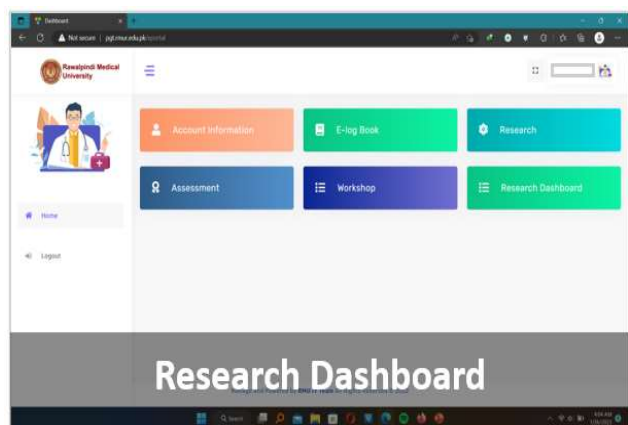 Dashboard
Not secure
Rawalpindi Medical
University
Account Information
E-log Book
Research
Assessment
Workshop
Research Dashboard
Home
Logout
Research Dashboard
Search